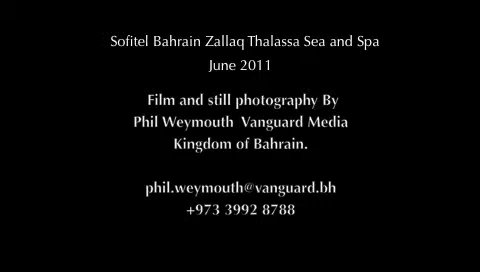 Sofitel Bahrain Zallaq Thalassa Sea and Spa
June 2011
Film and still photography By
Phil Weymouth Vanguard Media
Kingdom of Bahrain.
phil.weymouth@vanguard.bh
+973 3992 8788